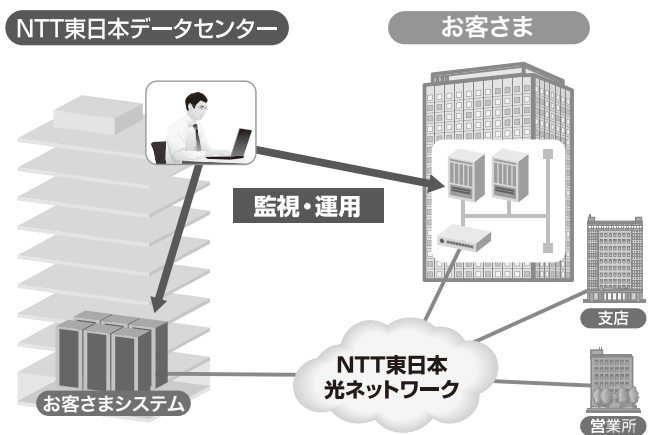 NTT東日本データセンター
お客さま
監視・運用
支店
NTT東日本
光ネットワーク
お客さまシステム
営業所